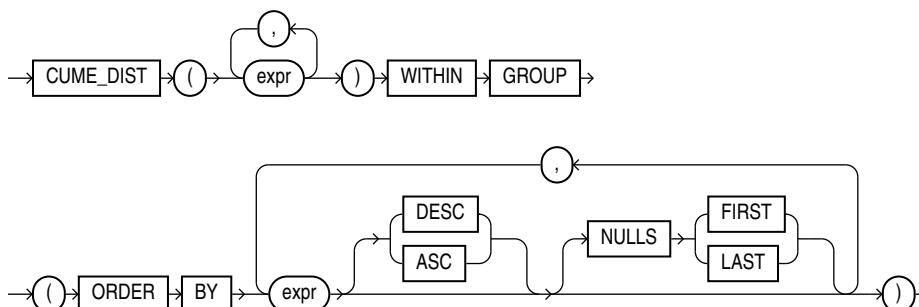 ,
CUME_DIST ( expr ) WITHIN GROUP
,
DESC FIRST
NULLS
ASC LAST
( ORDER BY expr )